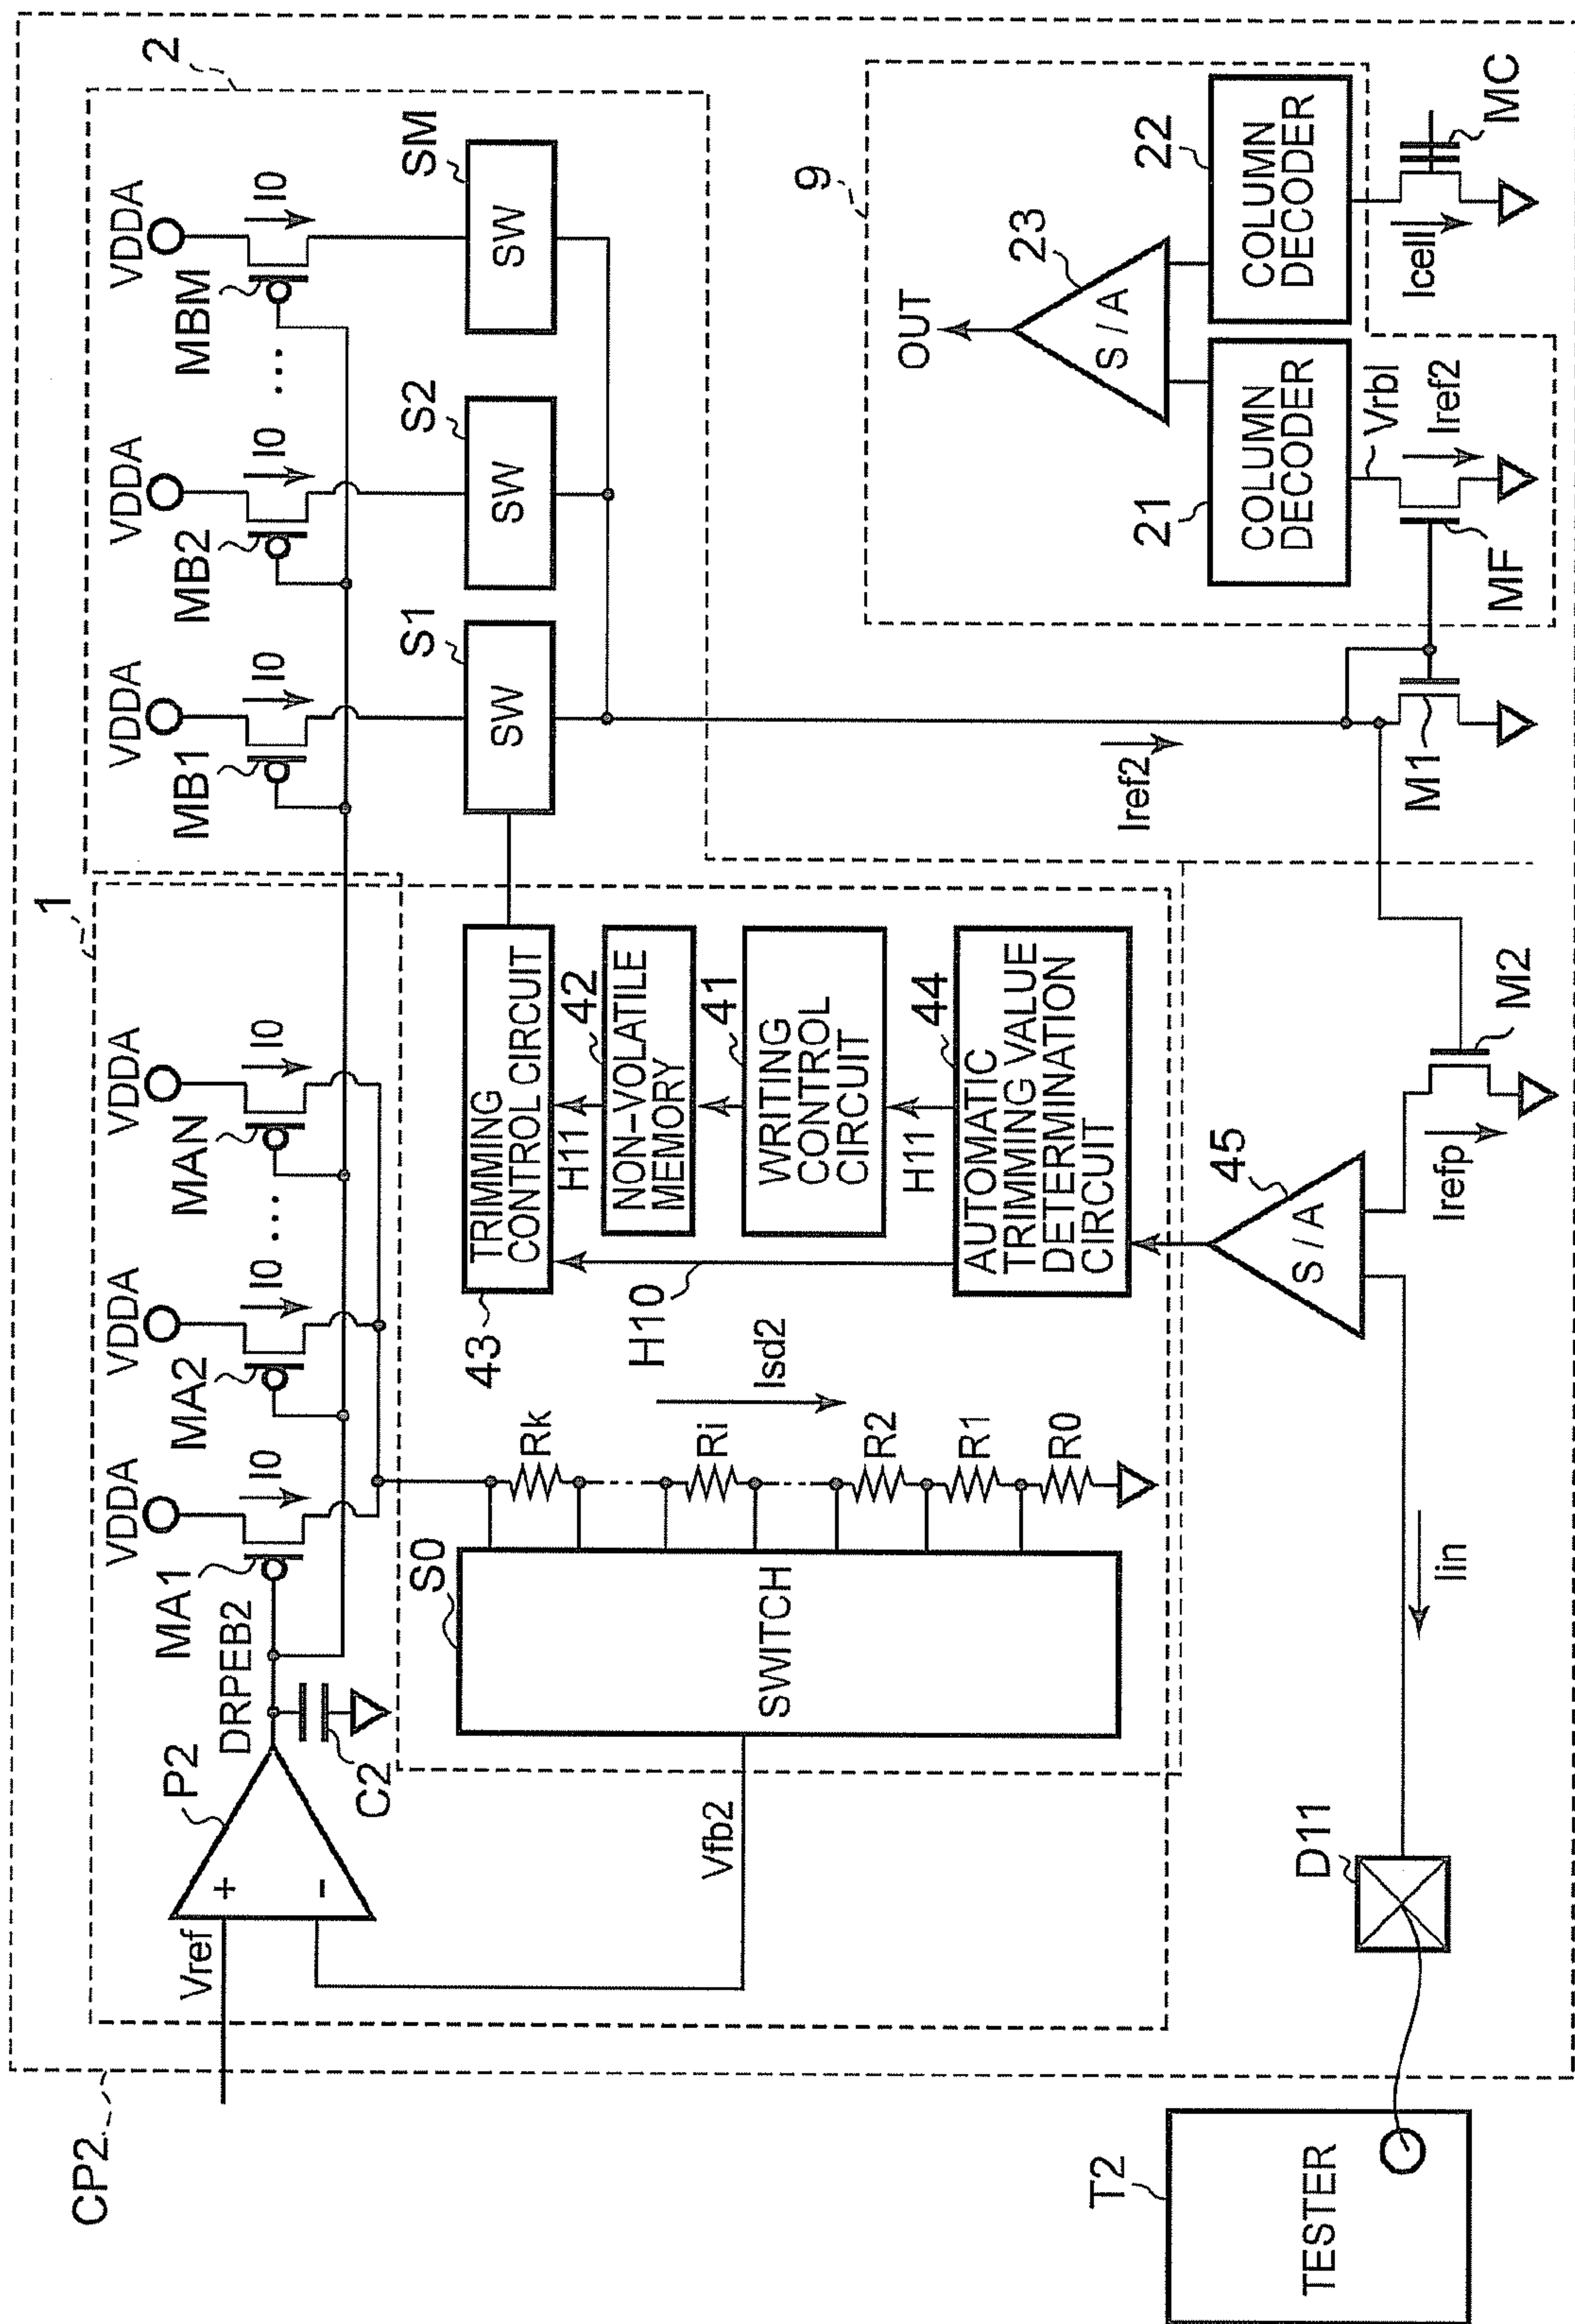 CP2
1
2
Vref
P2
+
-
DRPEB2
C2
Vfb2
VDDA
VDDA
VDDA
VDDA
VDDA
VDDA
MA1
MA2
MAN
MB1
MB2
MBM
I0
I0
I0
I0
I0
I0
...
...
S0
SWITCH
Rk
Ri
R2
R1
R0
Isd2
43
TRIMMING
CONTROL CIRCUIT
H11
42
NON-VOLATILE
MEMORY
41
WRITING
CONTROL
CIRCUIT
H11
H10
44
AUTOMATIC
TRIMMING VALUE
DETERMINATION
CIRCUIT
S1
SW
S2
SW
SM
SW
9
OUT
23
S/A
21
COLUMN
DECODER
22
COLUMN
DECODER
Vrbl
Iref2
MF
Icell
MC
Iref2
M1
M2
45
S/A
Irefp
Iin
D11
T2
TESTER